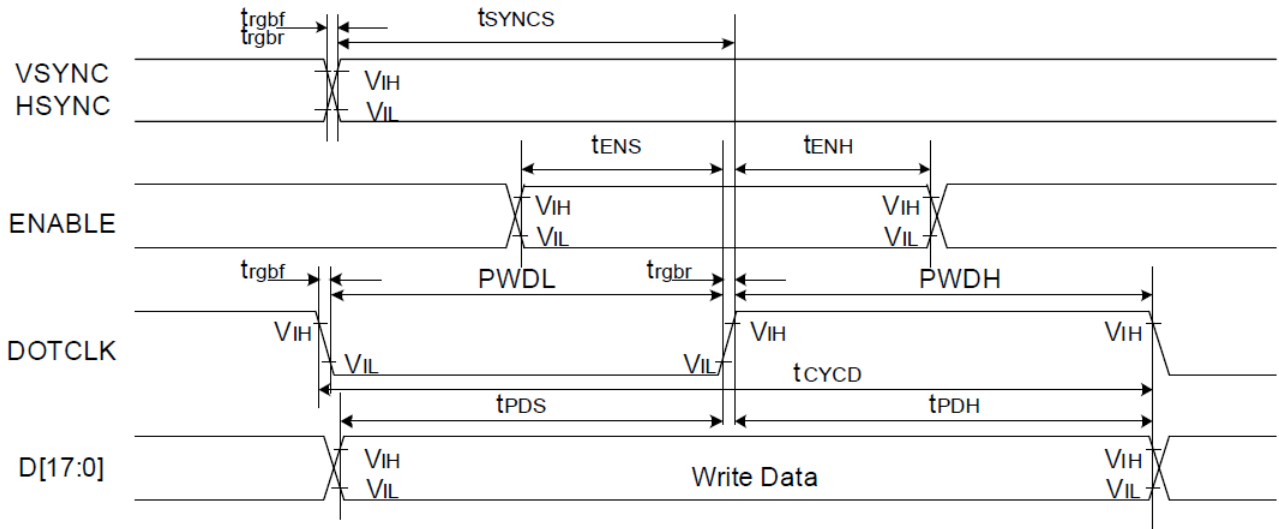 trgbf
trgbr
tSYNCS
VSYNC
HSYNC
VIH
VIL
tENS
tENH
ENABLE
VIH
VIL
VIH
VIL
trgbf
PWDL
trgbr
PWDH
DOTCLK
VIH
VIL
VIL
VIH
VIH
tCYCD
tPDS
tPDH
D[17:0]
VIH
VIL
Write Data
VIH
VIL